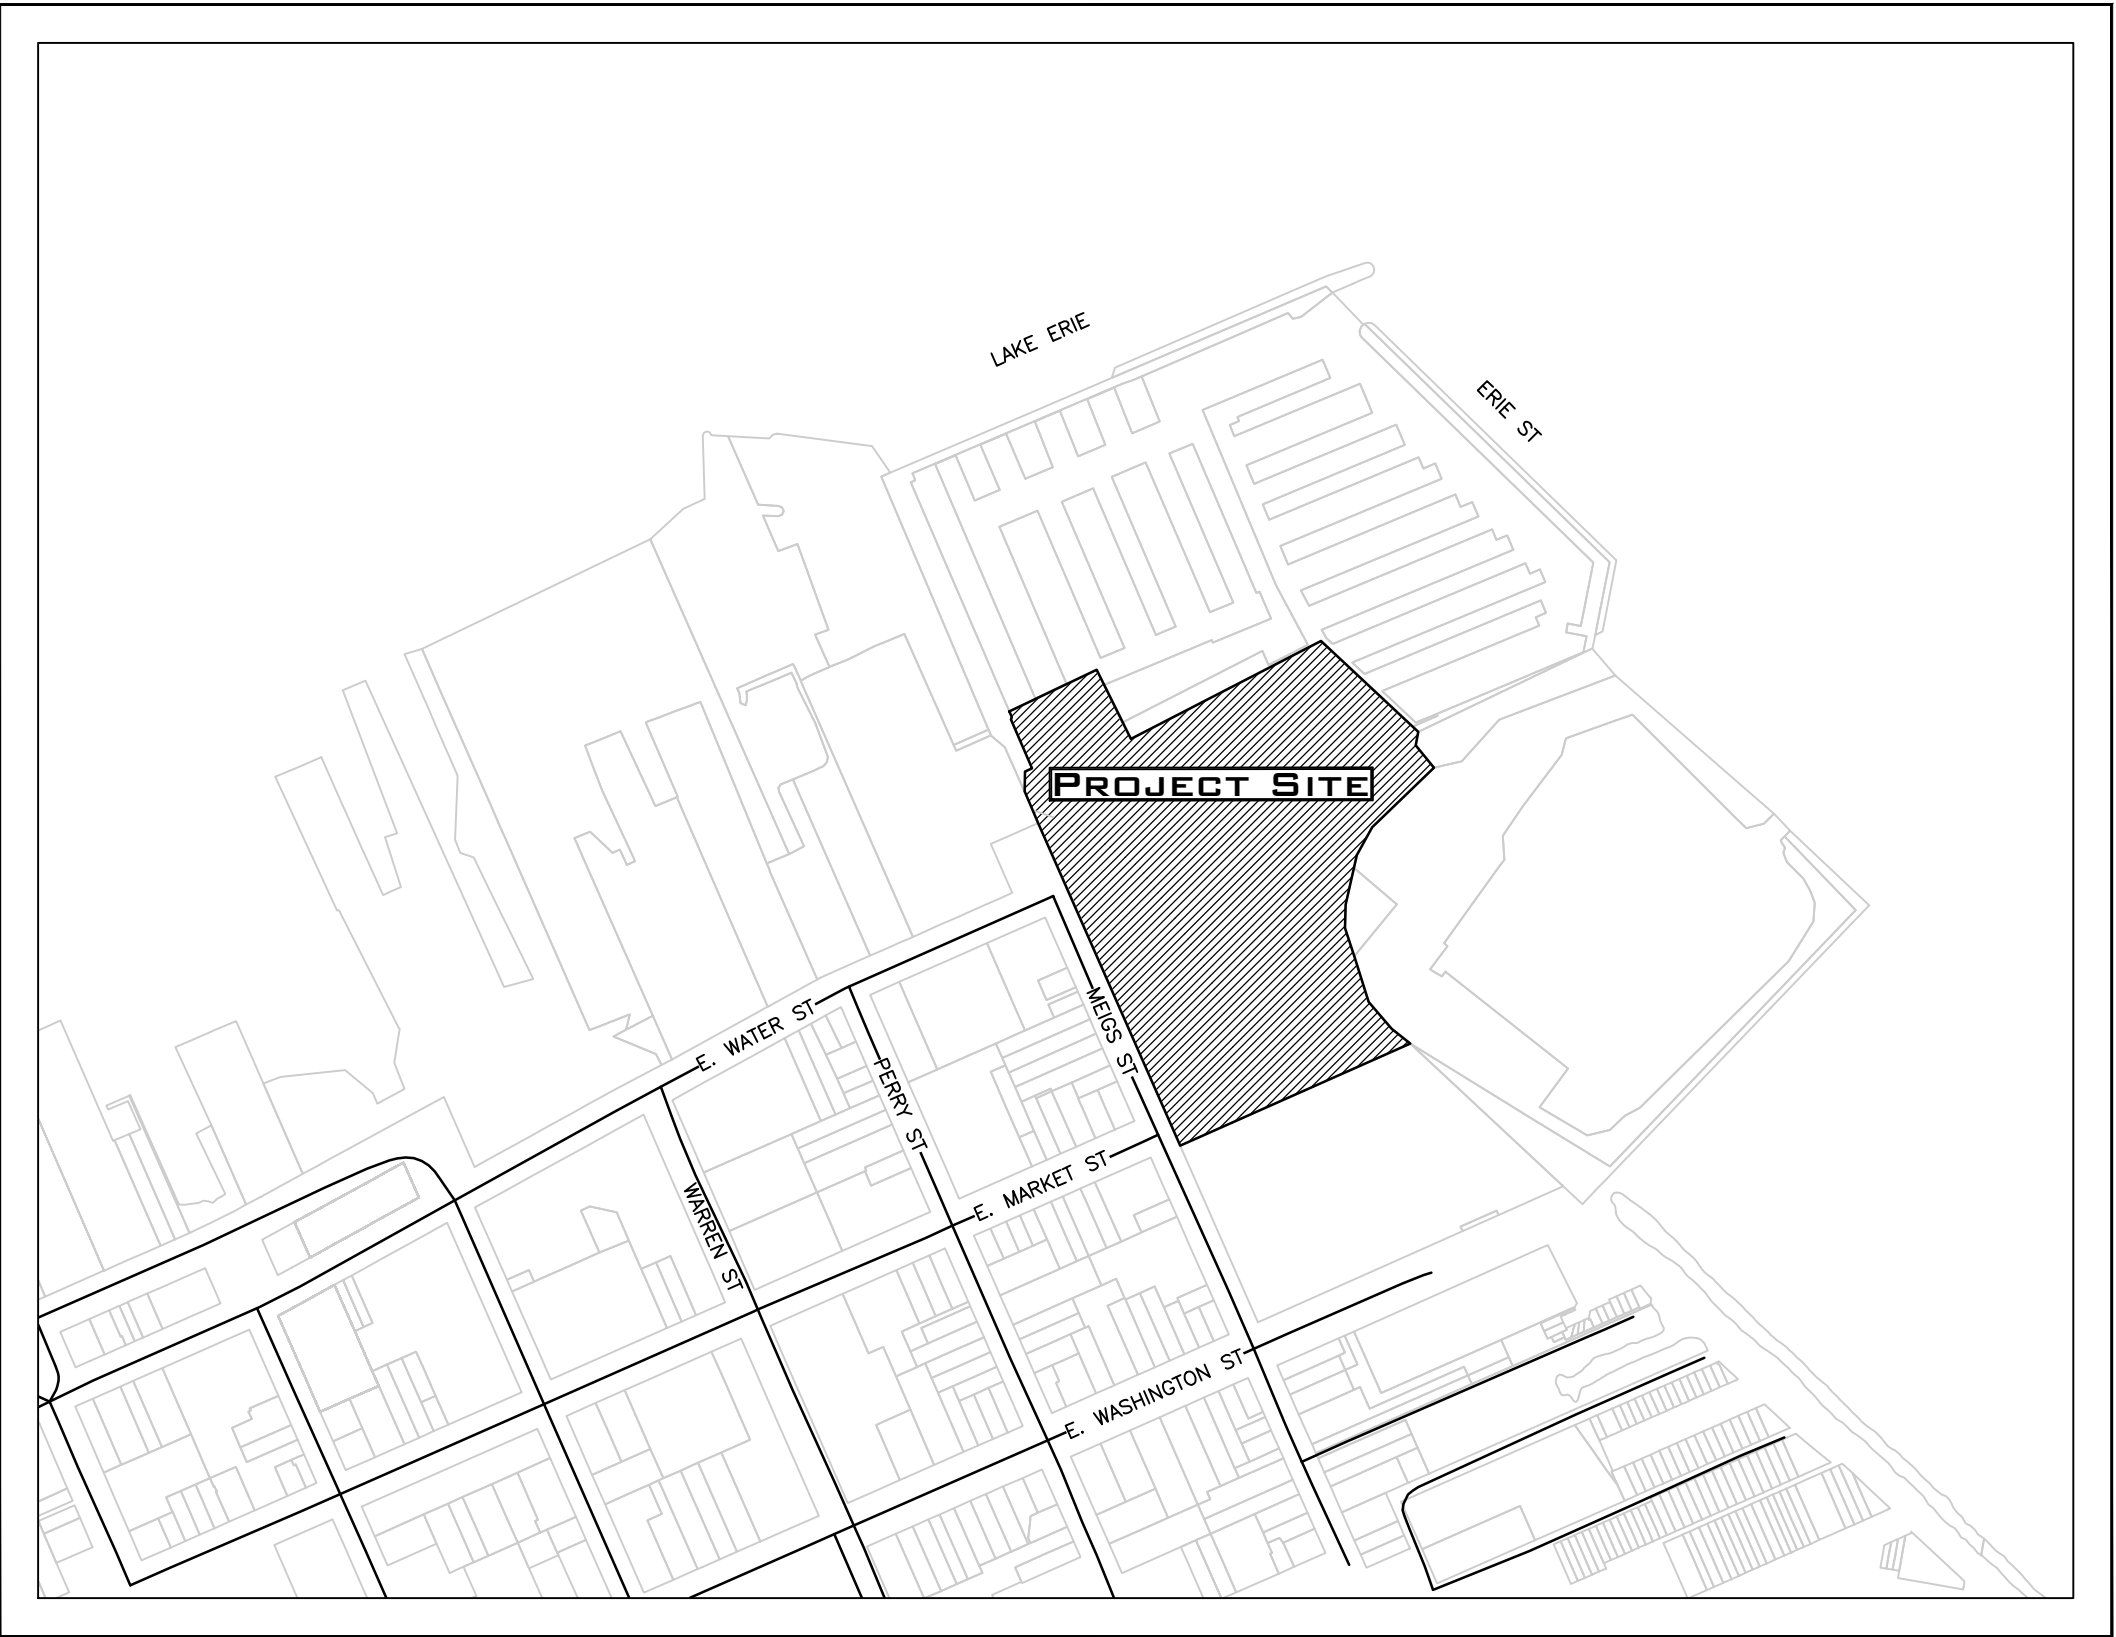 LAKE ERIE
ERIE ST
PROJECT SITE
E. WATER ST
MEIGS ST
PERRY ST
E. MARKET ST
WARREN ST
E. WASHINGTON ST